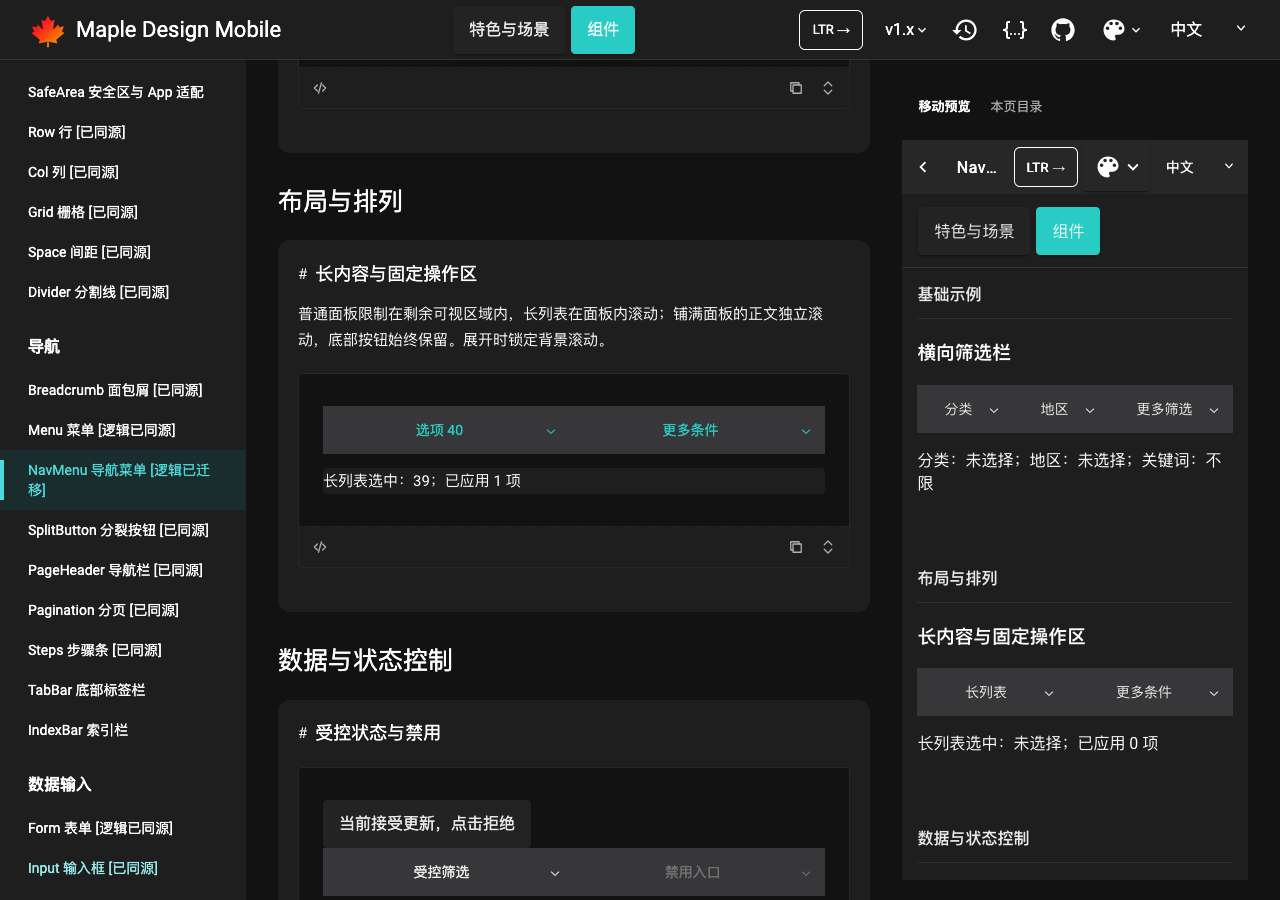 Maple Design Mobile
特色与场景
组件
LTR→
v1.x
{...}
中文
SafeArea 安全区与 App 适配
Row 行 [已同源]
Col 列 [已同源]
Grid 栅格 [已同源]
Space 间距 [已同源]
Divider 分割线 [已同源]
导航
Breadcrumb 面包屑 [已同源]
Menu 菜单 [逻辑已同源]
NavMenu 导航菜单 [逻辑已迁
移]
SplitButton 分裂按钮 [已同源]
PageHeader 导航栏 [已同源]
Pagination 分页 [已同源]
Steps 步骤条 [已同源]
TabBar 底部标签栏
IndexBar 索引栏
数据输入
Form 表单 [逻辑已同源]
Input 输入框 [已同源]
布局与排列
# 长内容与固定操作区
普通面板限制在剩余可视区域内，长列表在面板内滚动；铺满面板的正文独立滚
动，底部按钮始终保留。展开时锁定背景滚动。
选项 40
更多条件
长列表选中：39；已应用 1 项
数据与状态控制
# 受控状态与禁用
当前接受更新，点击拒绝
受控筛选
禁用入口
移动预览
本页目录
Nav...
LTR→
中文
特色与场景
组件
基础示例
横向筛选栏
分类
地区
更多筛选
分类：未选择；地区：未选择；关键词：不
限
布局与排列
长内容与固定操作区
长列表
更多条件
长列表选中：未选择；已应用 0 项
数据与状态控制